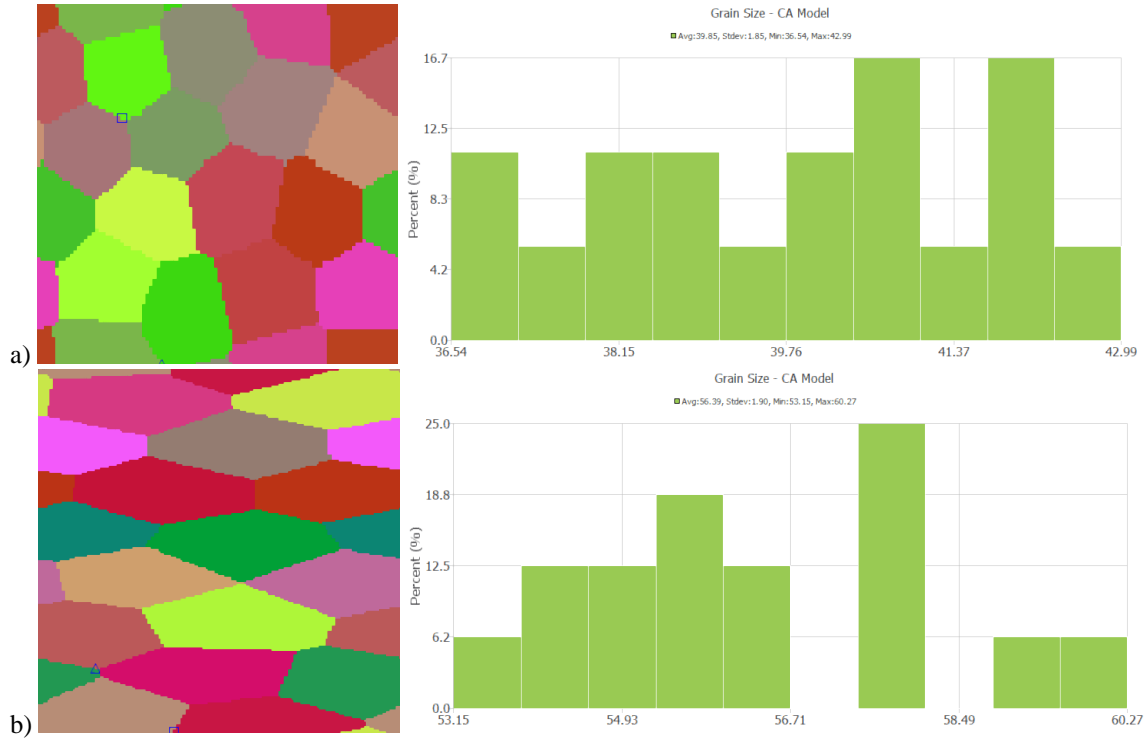 Grain Size - CA Model
Avg:39.85, Stdev:1.85, Min:36.54, Max:42.99
16.7
12.5
8.3
4.2
0.0
Percent (%)
36.54 38.15 39.76 41.37 42.99
a)
Grain Size - CA Model
Avg:56.39, Stdev:1.90, Min:53.15, Max:60.27
25.0
18.8
12.5
6.2
0.0
Percent (%)
53.15 54.93 56.71 58.49 60.27
b)